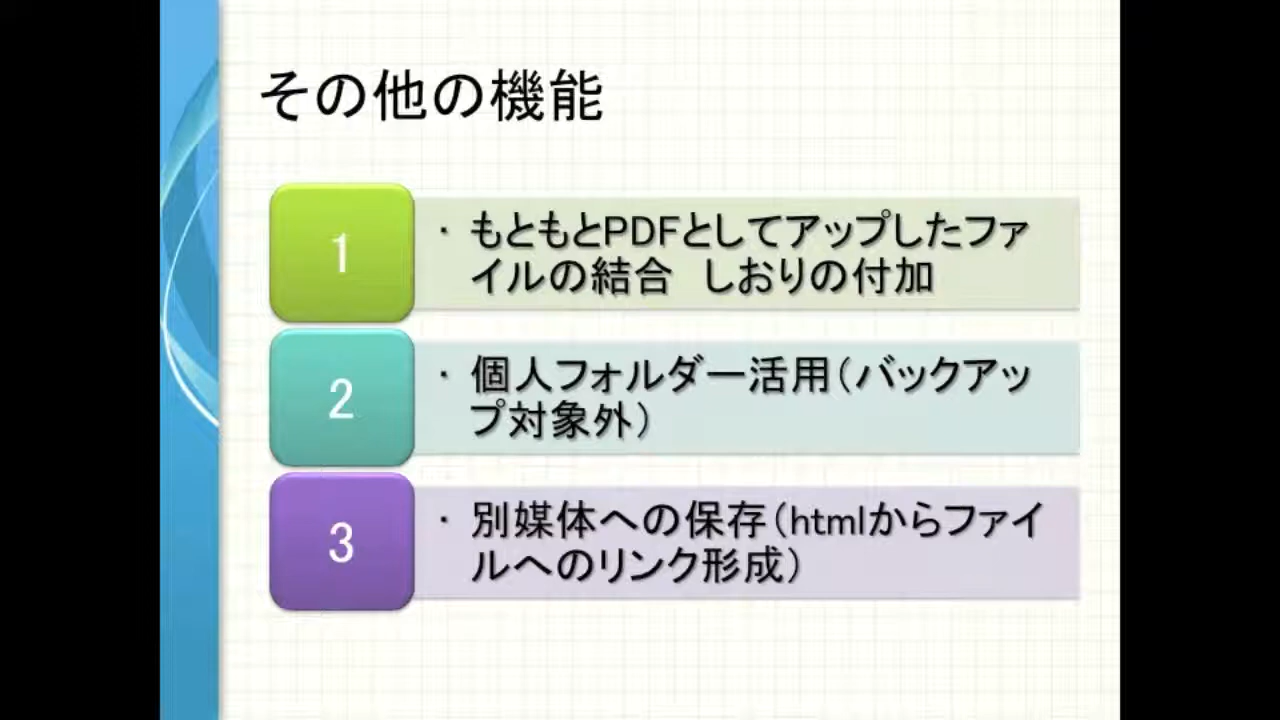 その他の機能
1
・ もともとPDFとしてアップしたファ
イルの結合　しおりの付加
2
・ 個人フォルダー活用（バックアッ
プ対象外）
3
・ 別媒体への保存（htmlからファイ
ルへのリンク形成）